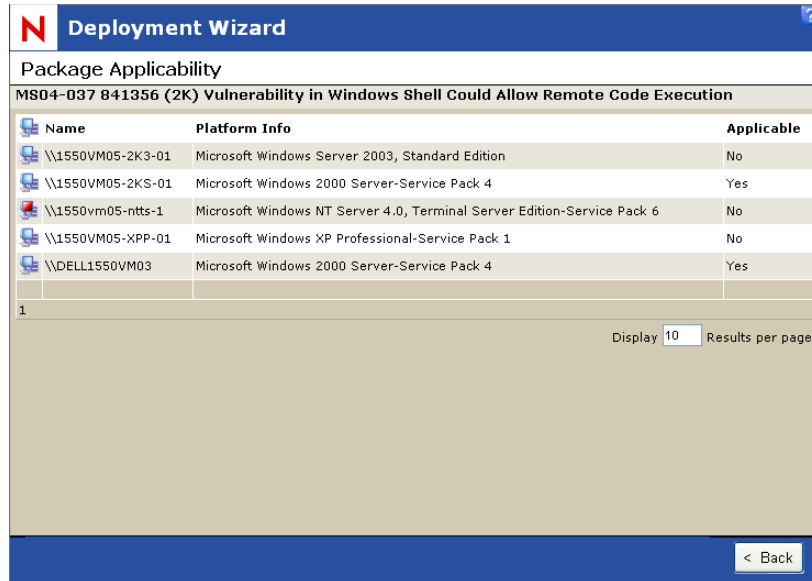 N Deployment Wizard ?
Package Applicability
MS04-037 841356 (2K) Vulnerability in Windows Shell Could Allow Remote Code Execution
Name Platform Info Applicable
\\1550VM05-2K3-01 Microsoft Windows Server 2003, Standard Edition No
\\1550VM05-2KS-01 Microsoft Windows 2000 Server-Service Pack 4 Yes
\\1550vm05-ntts-1 Microsoft Windows NT Server 4.0, Terminal Server Edition-Service Pack 6 No
\\1550VM05-XPP-01 Microsoft Windows XP Professional-Service Pack 1 No
\\DELL1550VM03 Microsoft Windows 2000 Server-Service Pack 4 Yes
1
Display 10 Results per page
< Back